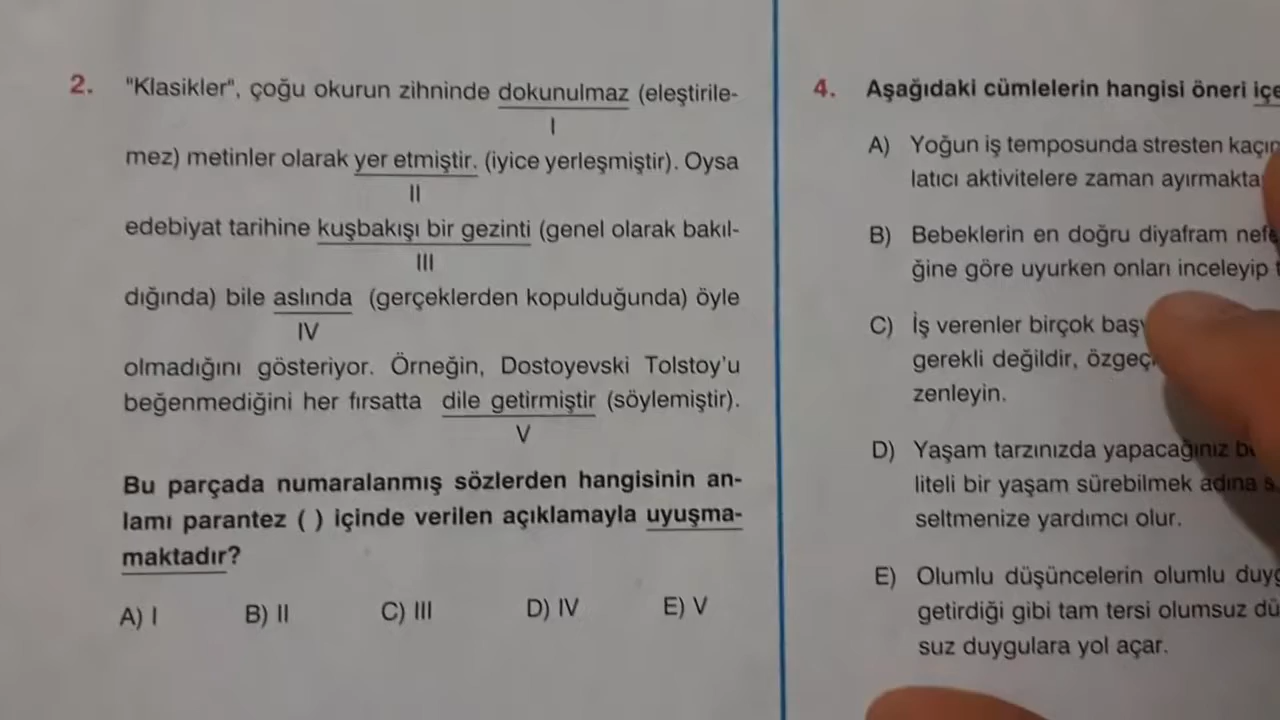 2. "Klasikler", çoğu okurun zihninde dokunulmaz (eleştirile-
I
mez) metinler olarak yer etmiştir. (iyice yerleşmiştir). Oysa
II
edebiyat tarihine kuşbakışı bir gezinti (genel olarak bakıl-
III
dığında) bile aslında (gerçeklerden kopulduğunda) öyle
IV
olmadığını gösteriyor. Örneğin, Dostoyevski Tolstoy'u
beğenmediğini her fırsatta dile getirmiştir (söylemiştir).
V
Bu parçada numaralanmış sözlerden hangisinin an-
lamı parantez ( ) içinde verilen açıklamayla uyuşma-
maktadır?
A) I B) II C) III D) IV E) V
4. Aşağıdaki cümlelerin hangisi öneri
A) Yoğun iş temposunda stresten
latıcı aktivitelere zaman
B) Bebeklerin en doğru diyafram
ğine göre uyurken onları inceleyip
C) İş verenler birçok
gerekli değildir,
zenleyin.
D) Yaşam tarzınızda yapacağınız
liteli bir yaşam sürebilmek adına
seltmenize yardımcı olur.
E) Olumlu düşüncelerin olumlu
getirdiği gibi tam tersi olumsuz
suz duygulara yol açar.